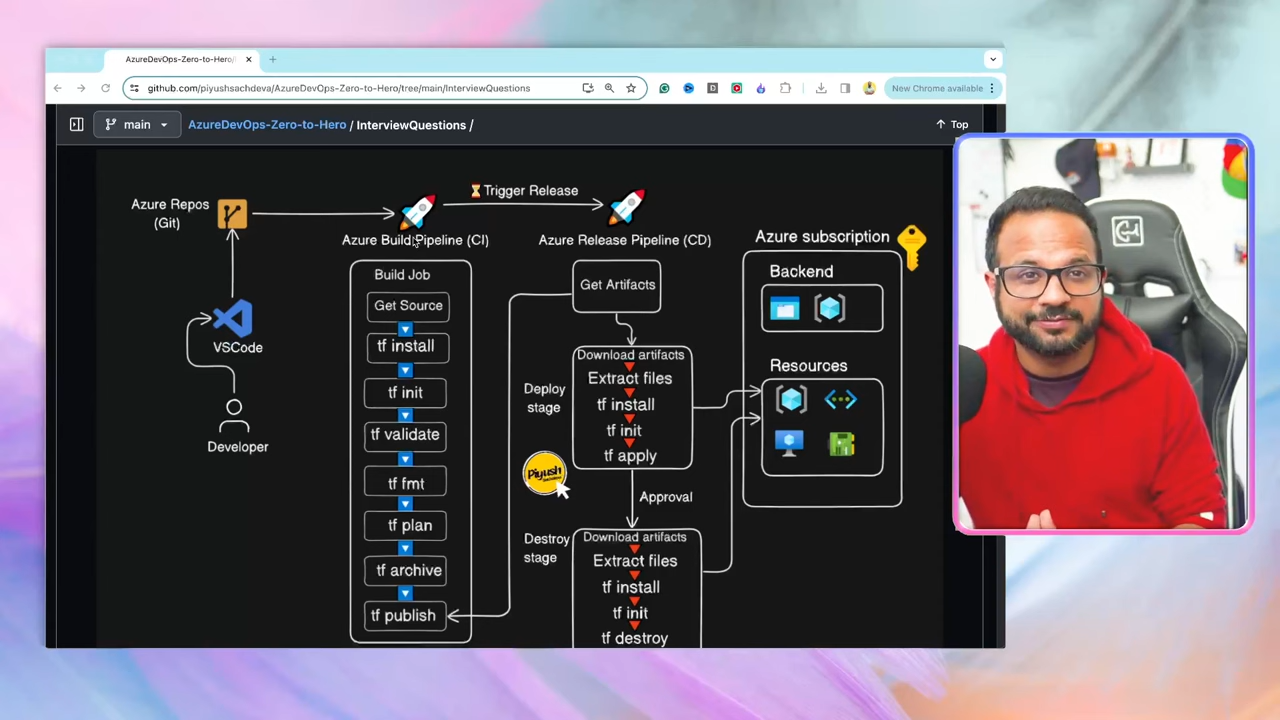 AzureDevOps-Zero-to-Hero/
github.com/piyushsachdeva/AzureDevOps-Zero-to-Hero/tree/main/InterviewQuestions
New Chrome available
main
AzureDevOps-Zero-to-Hero / InterviewQuestions /
Top
Azure Repos
(Git)
VSCode
Developer
Trigger Release
Azure Build Pipeline (CI)
Build Job
Get Source
tf install
tf init
tf validate
tf fmt
tf plan
tf archive
tf publish
Azure Release Pipeline (CD)
Get Artifacts
Deploy
stage
Download artifacts
Extract files
tf install
tf init
tf apply
Piyush
Approval
Destroy
stage
Download artifacts
Extract files
tf install
tf init
tf destroy
Azure subscription
Backend
Resources